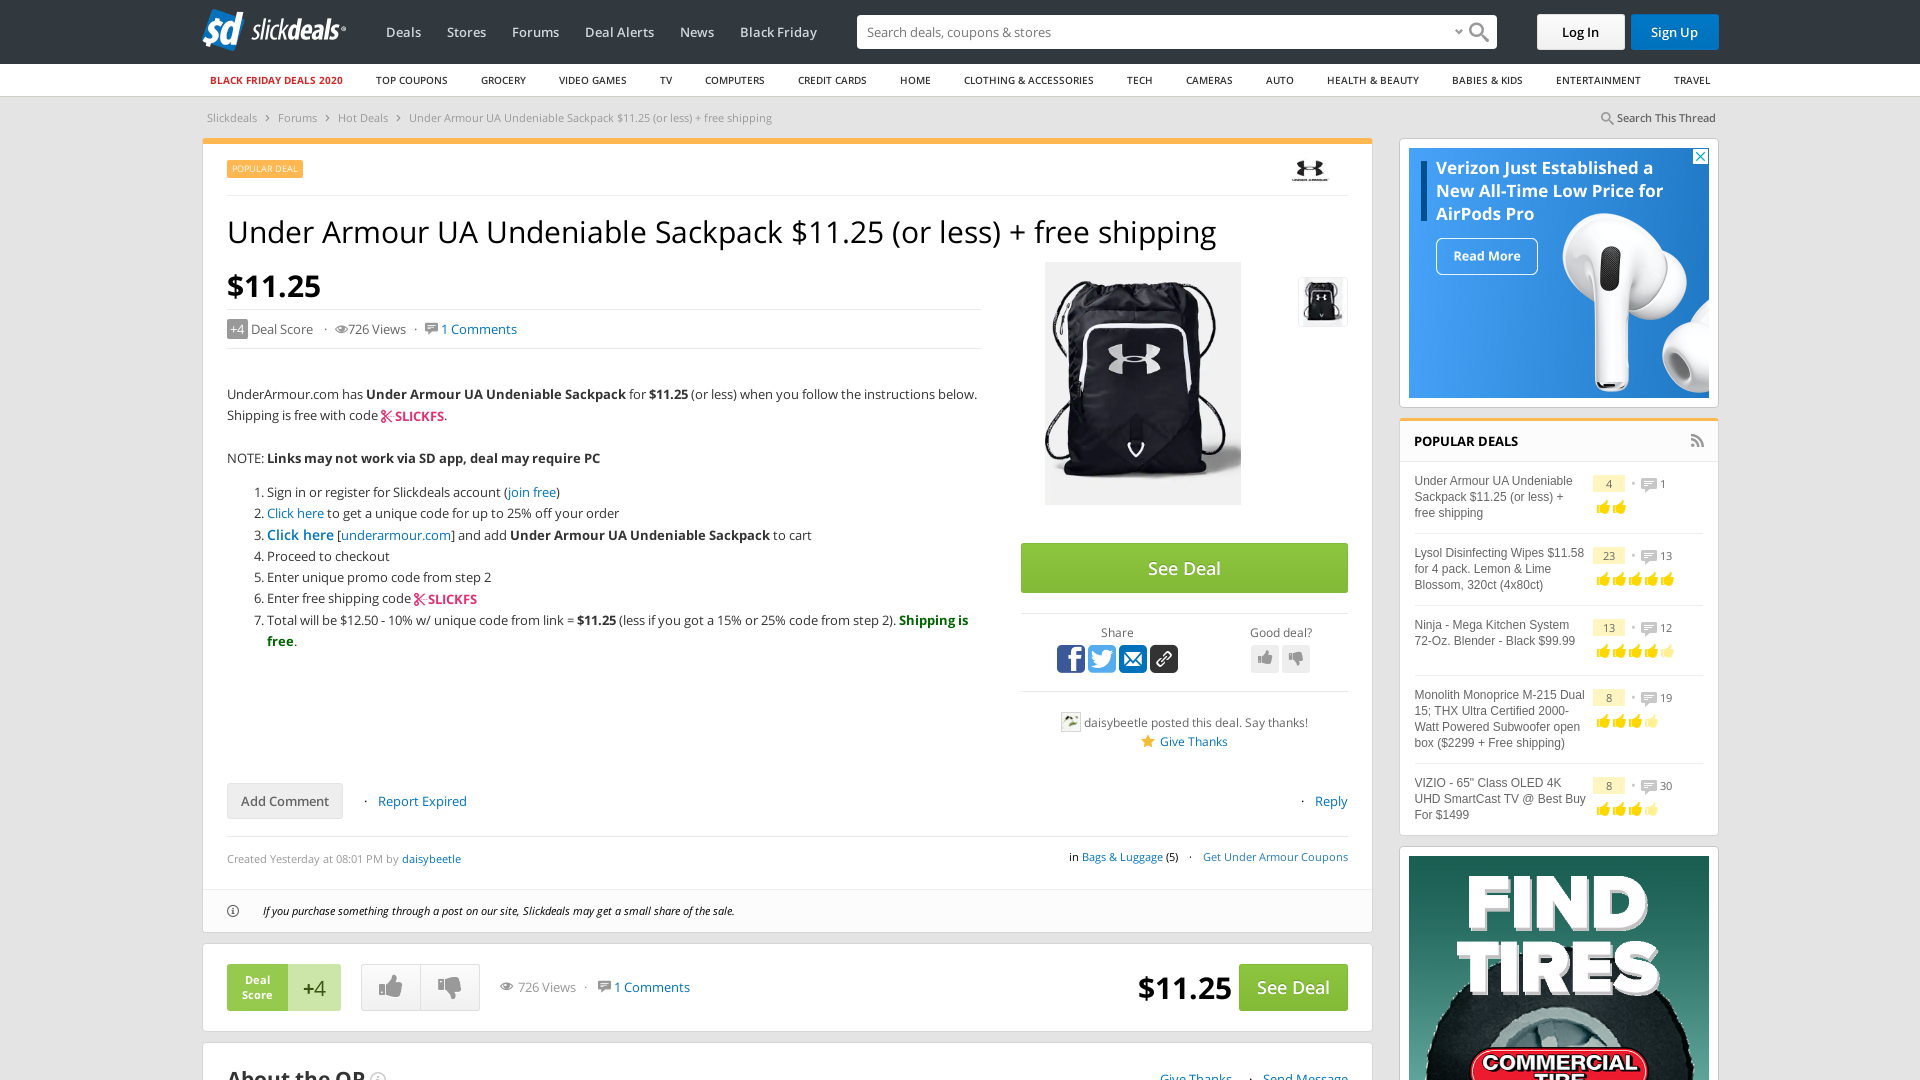 slickdeals
Deals
Stores
Forums
Deal Alerts
News
Black Friday
Search deals, coupons & stores
Log In
Sign Up
BLACK FRIDAY DEALS 2020
TOP COUPONS
GROCERY
VIDEO GAMES
TV
COMPUTERS
CREDIT CARDS
HOME
CLOTHING & ACCESSORIES
TECH
CAMERAS
AUTO
HEALTH & BEAUTY
BABIES & KIDS
ENTERTAINMENT
TRAVEL
Slickdeals > Forums > Hot Deals > Under Armour UA Undeniable Sackpack $11.25 (or less) + free shipping
Search This Thread
POPULAR DEAL
Under Armour UA Undeniable Sackpack $11.25 (or less) + free shipping
$11.25
+4 Deal Score · 726 Views · 1 Comments
UnderArmour.com has Under Armour UA Undeniable Sackpack for $11.25 (or less) when you follow the instructions below.
Shipping is free with code SLICKFS.
NOTE: Links may not work via SD app, deal may require PC
1. Sign in or register for Slickdeals account (join free)
2. Click here to get a unique code for up to 25% off your order
3. Click here [underarmour.com] and add Under Armour UA Undeniable Sackpack to cart
4. Proceed to checkout
5. Enter unique promo code from step 2
6. Enter free shipping code SLICKFS
7. Total will be $12.50 - 10% w/ unique code from link = $11.25 (less if you got a 15% or 25% code from step 2). Shipping is
free.
See Deal
Share
Good deal?
daisybeetle posted this deal. Say thanks!
Give Thanks
Add Comment · Report Expired
· Reply
Created Yesterday at 08:01 PM by daisybeetle
in Bags & Luggage (5) · Get Under Armour Coupons
If you purchase something through a post on our site, Slickdeals may get a small share of the sale.
Deal
Score
+4
726 Views · 1 Comments
$11.25
See Deal
About the OP
Give Thanks · Send Message
Verizon Just Established a
New All-Time Low Price for
AirPods Pro
Read More
POPULAR DEALS
Under Armour UA Undeniable
Sackpack $11.25 (or less) +
free shipping
4 • 1
Lysol Disinfecting Wipes $11.58
for 4 pack. Lemon & Lime
Blossom, 320ct (4x80ct)
23 • 13
Ninja - Mega Kitchen System
72-Oz. Blender - Black $99.99
13 • 12
Monolith Monoprice M-215 Dual
15; THX Ultra Certified 2000-
Watt Powered Subwoofer open
box ($2299 + Free shipping)
8 • 19
VIZIO - 65" Class OLED 4K
UHD SmartCast TV @ Best Buy
For $1499
8 • 30
FIND
TIRES
COMMERCIAL
TIRE